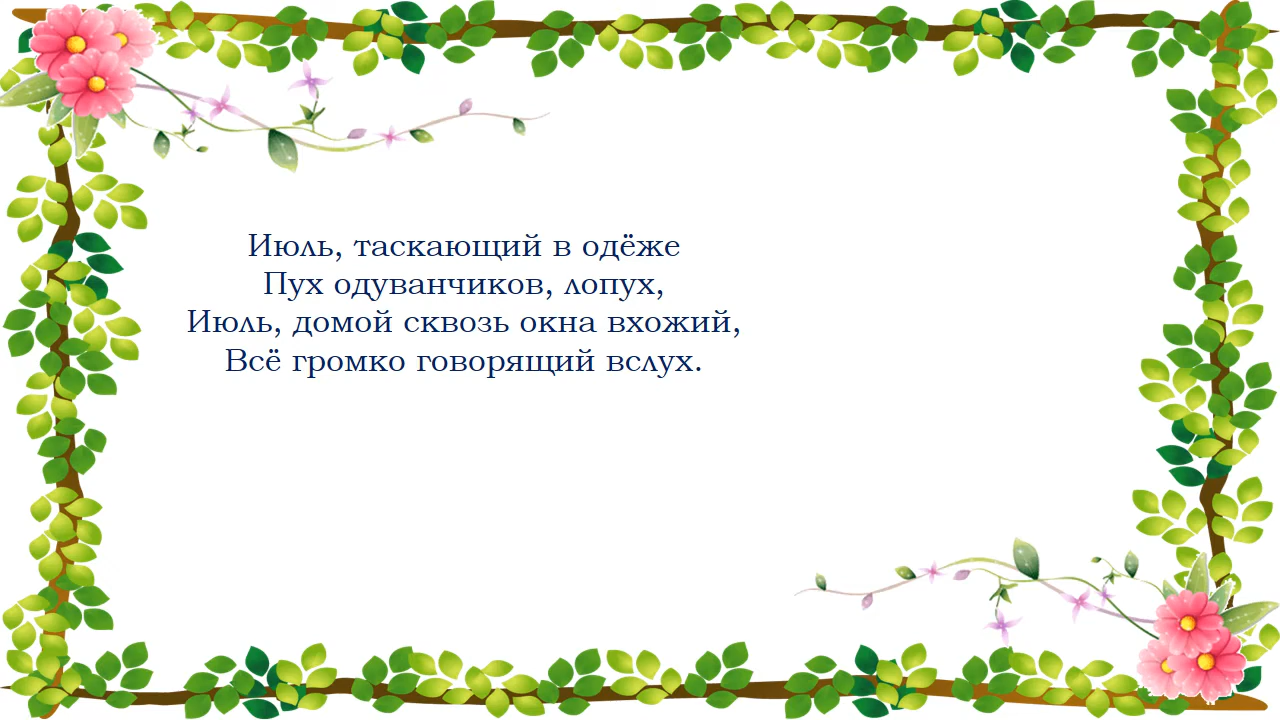 Июль, таскающий в одёже
Пух одуванчиков, лопух,
Июль, домой сквозь окна вхожий,
Всё громко говорящий вслух.